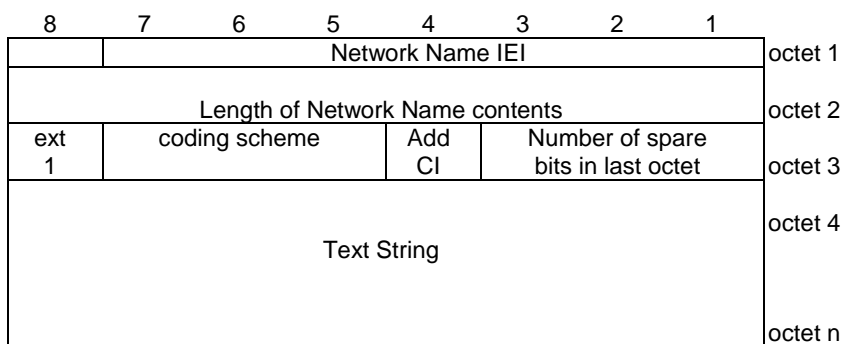 8 7 6 5 4 3 2 1
Network Name IEI octet 1
Length of Network Name contents octet 2
ext coding scheme Add Number of spare
1 CI bits in last octet octet 3
octet 4
Text String
octet n